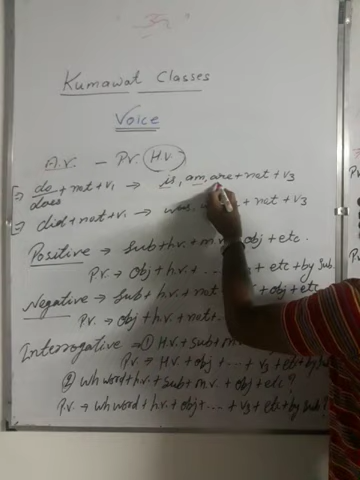 ॐ
Kumawat Classes
Voice
A.V. - P.V. H.V.
⇒ do/does + not + v1 → is, am, are + not + v3
⇒ did + not + v1 → was, + not + v3
Positive → Sub + h.v. + m.v. obj + etc.
P.V. → Obj + h.v. + .... + etc + by Sub.
Negative → Sub + h.v. + not + obj + etc
P.V. → Obj + h.v. + not +
Interrogative ⇒ ① H.V. + Sub + m.
P.V. ⇒ H.V. + obj + .... + v3 + etc + by
② Wh word + h.v. + Sub + m.v. + obj + etc?
P.V. → wh word + h.v. + obj + .... + v3 + etc + by Sub?